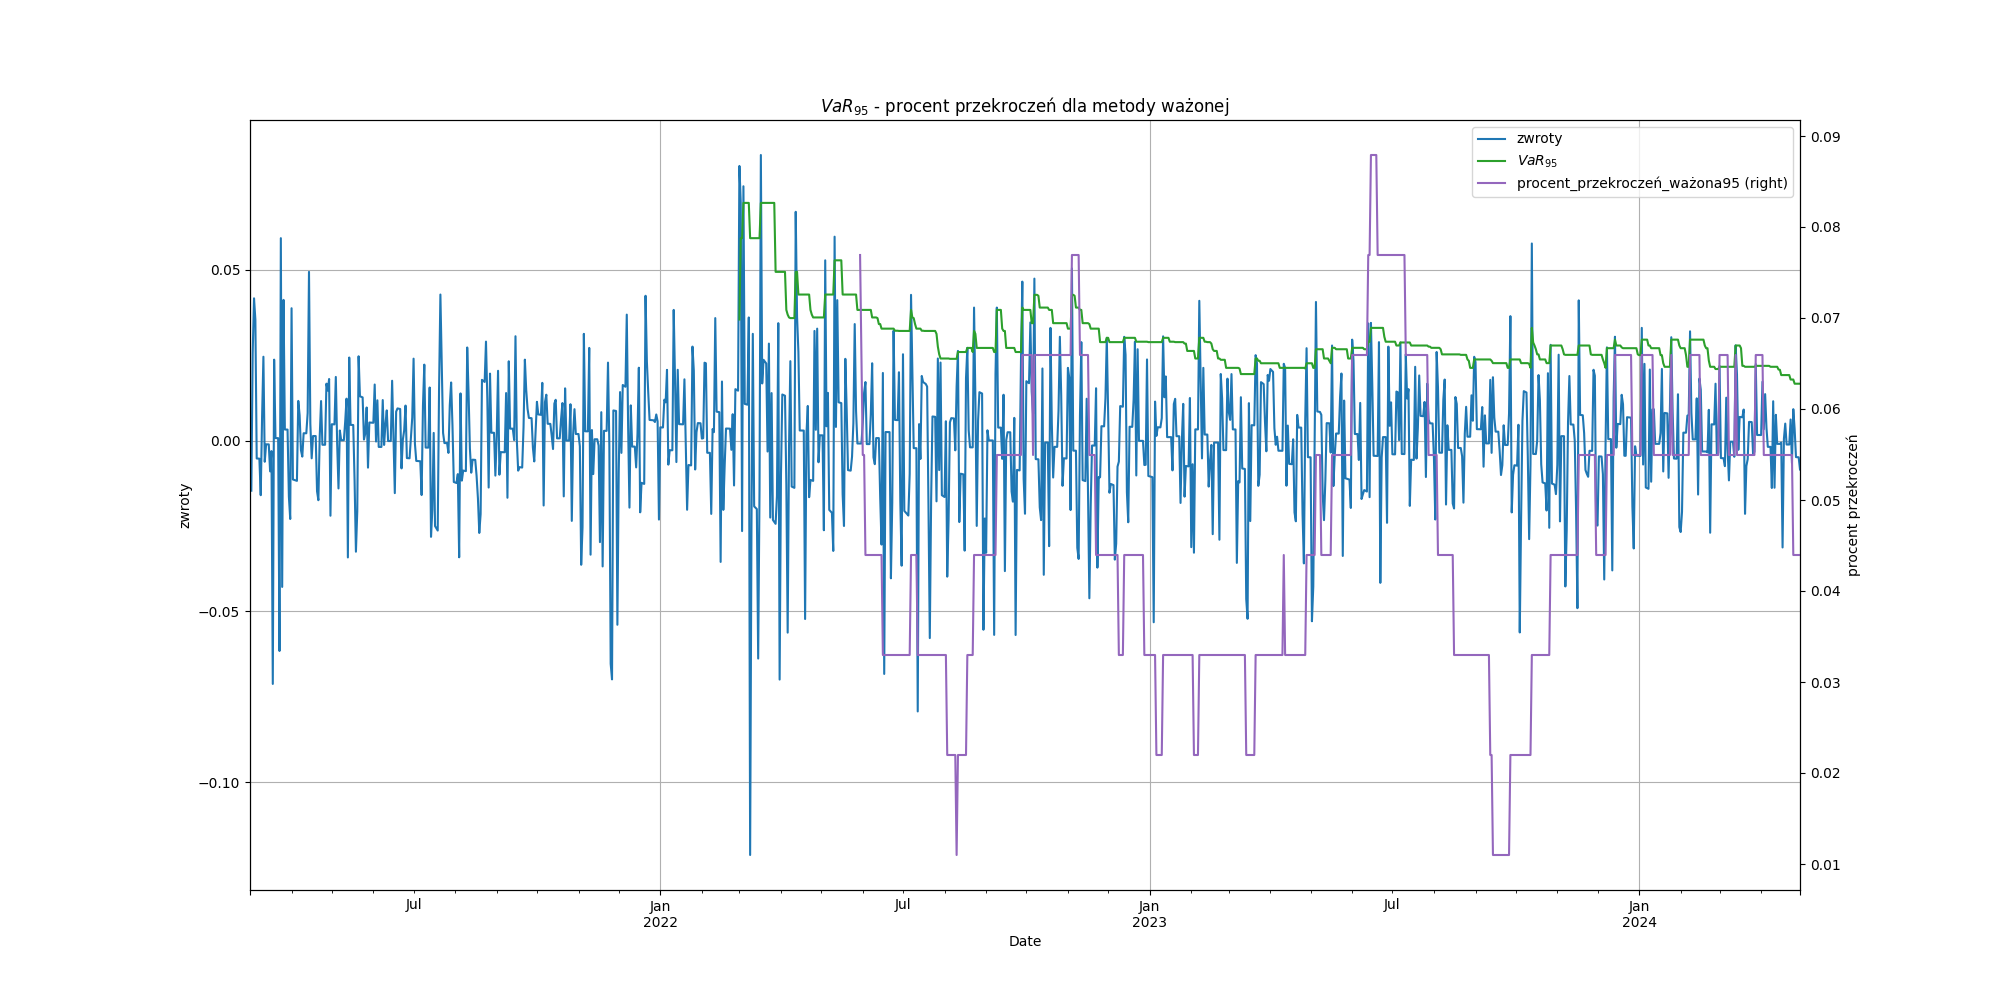 VaR₉₅ - procent przekroczeń dla metody ważonej
zwroty
VaR₉₅
procent_przekroczeń_ważona95 (right)
0.05
0.00
−0.05
−0.10
zwroty
0.09
0.08
0.07
0.06
0.05
0.04
0.03
0.02
0.01
procent przekroczeń
Jul
Jan
2022
Jul
Jan
2023
Jul
Jan
2024
Date